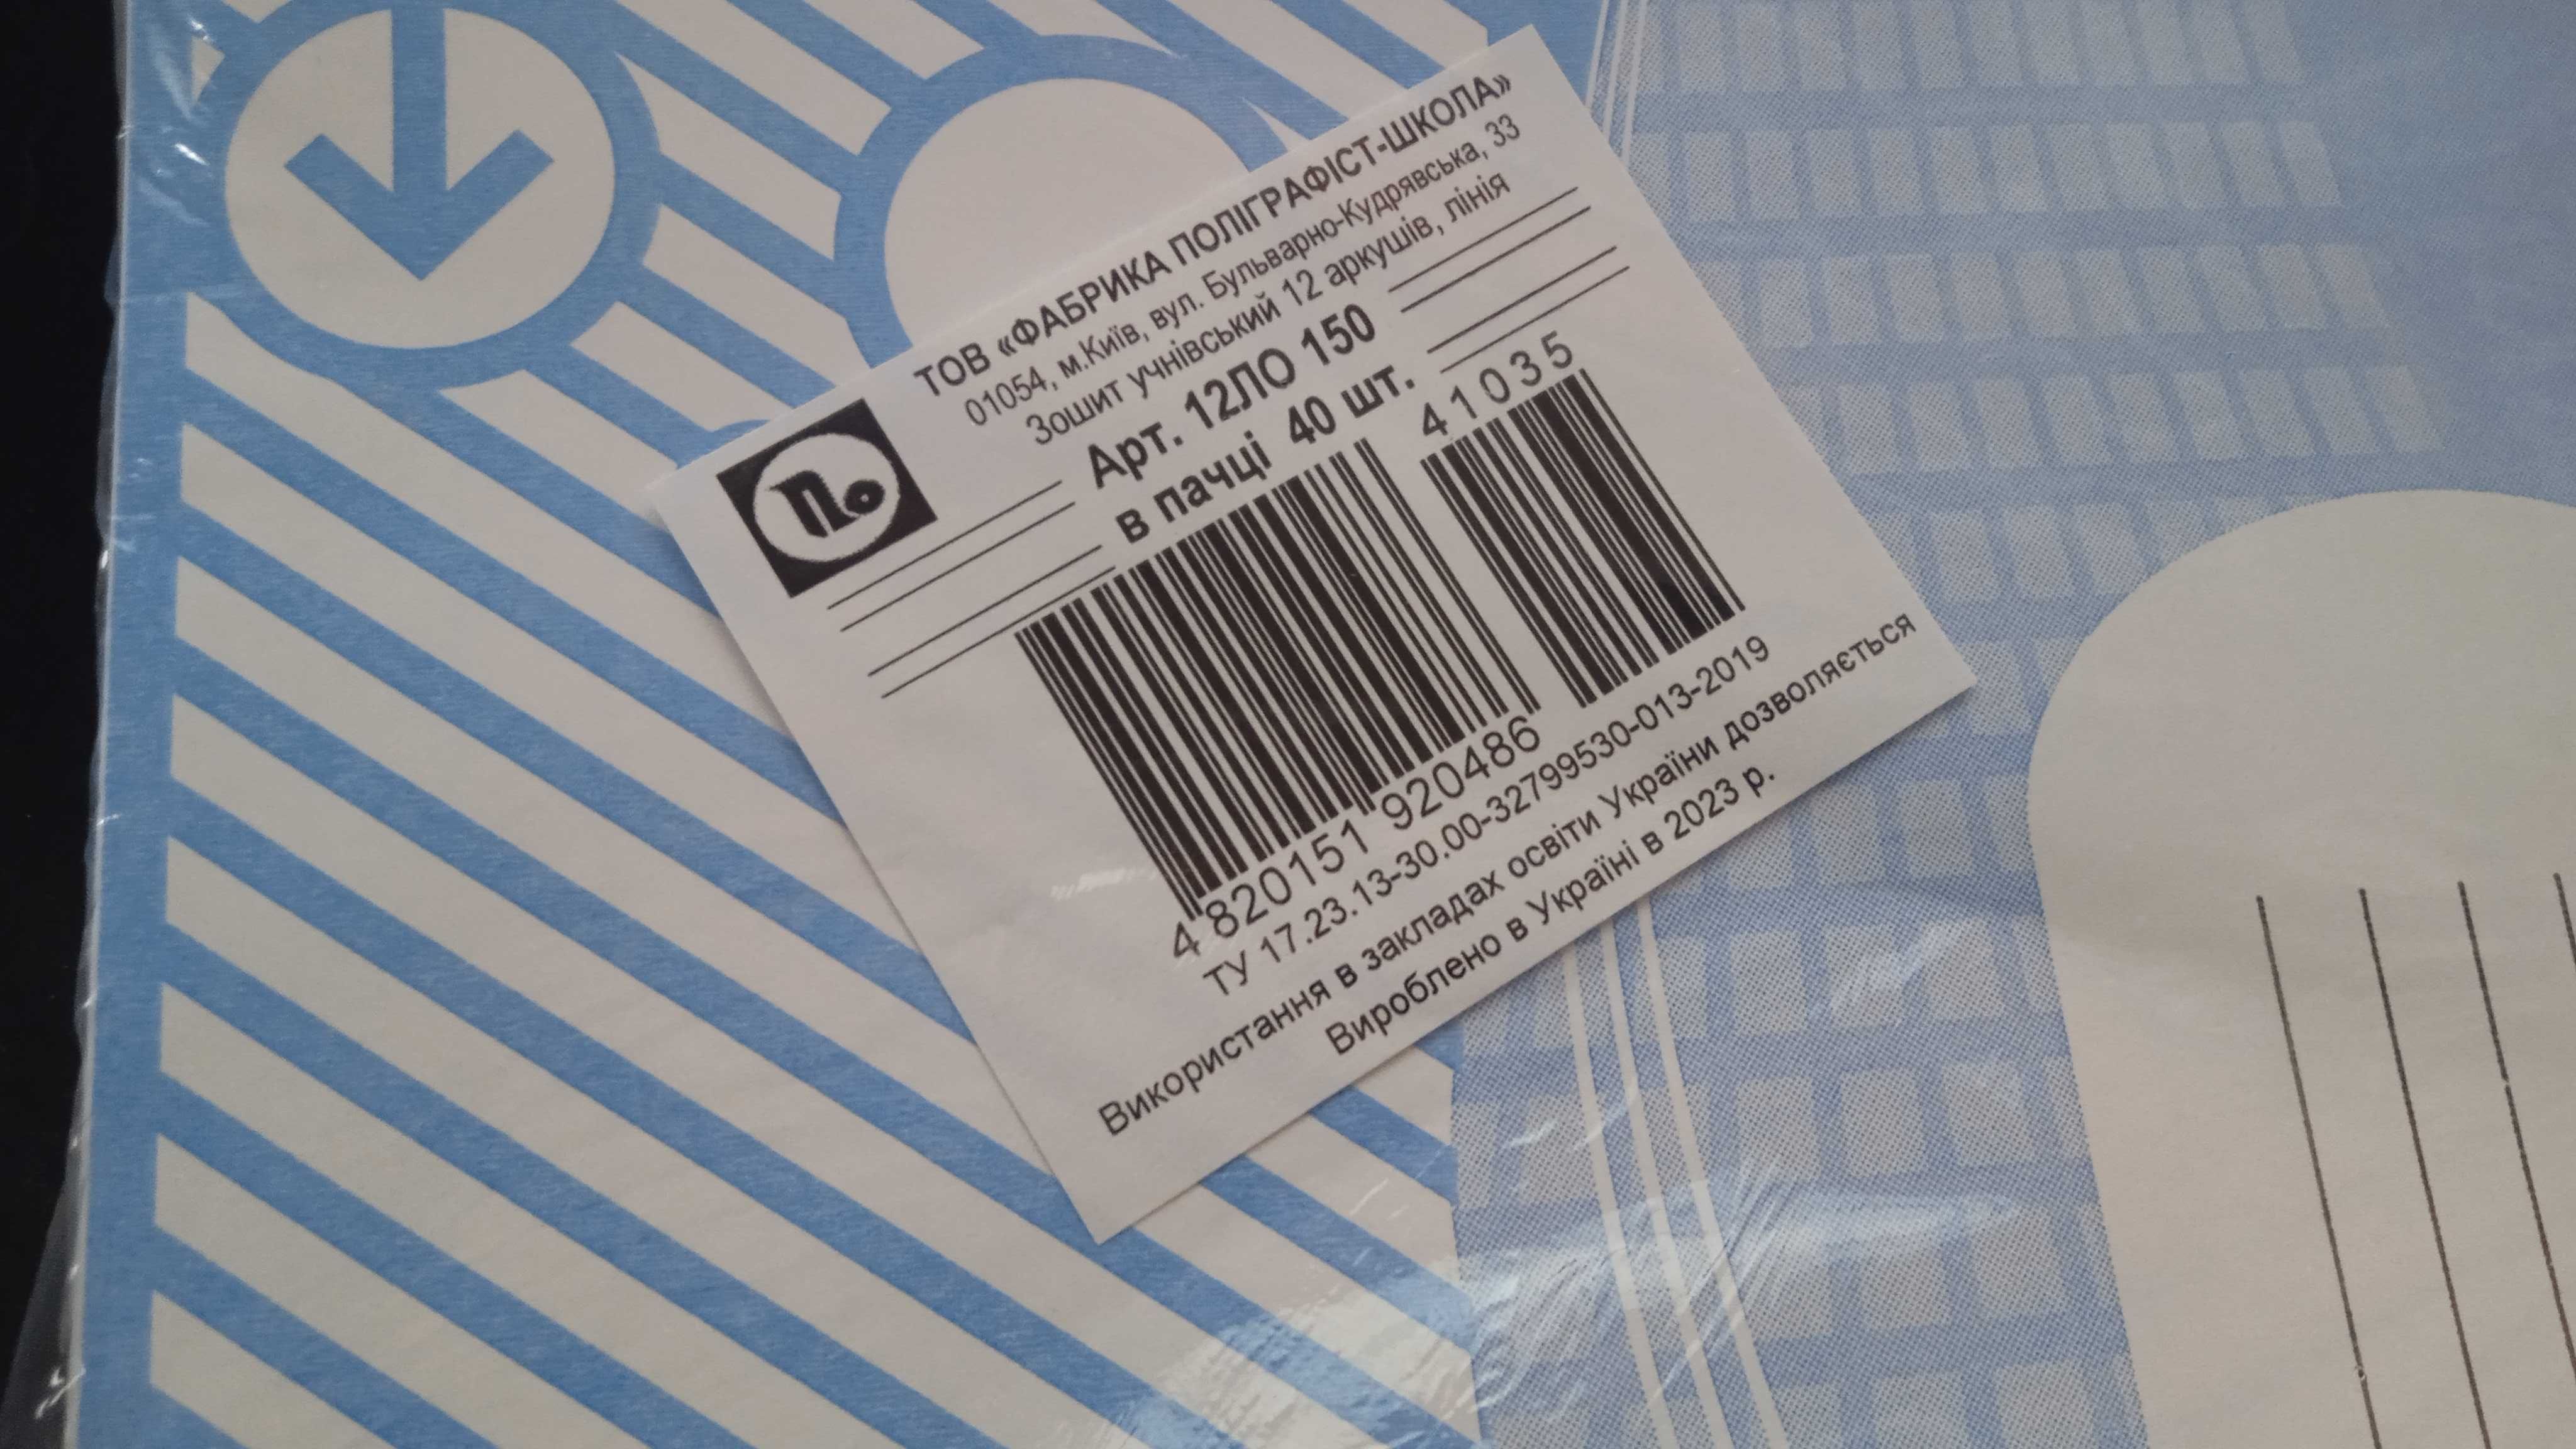 ТОВ «ФАБРИКА ПОЛІГРАФІСТ-ШКОЛА»
01054, м.Київ, вул. Бульварно-Кудрявська, 33
Зошит учнівський 12 аркушів, лінія
Арт. 12ЛО 150
в пачці 40 шт.
По
41035
4 820151 920486
ТУ 17.23.13-30.00-32799530-013-2019
Використання в закладах освіти України дозволяється
Вироблено в Україні в 2023 р.